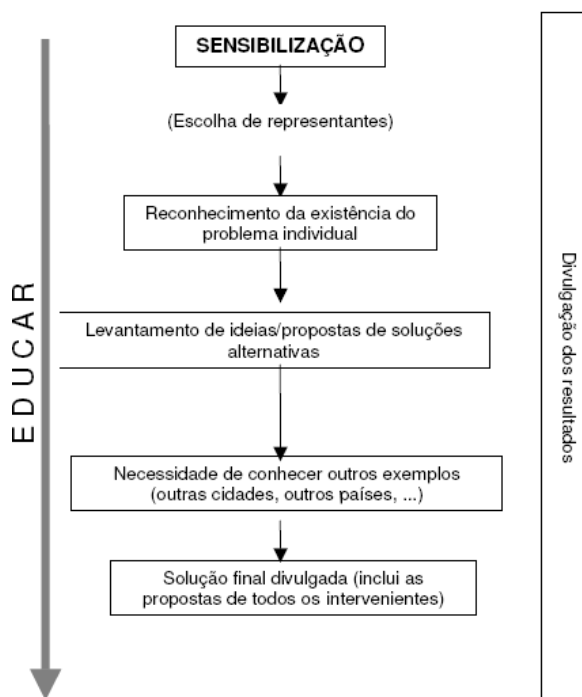 SENSIBILIZAÇÃO
(Escolha de representantes)
Reconhecimento da existência do
problema individual
Levantamento de ideias/propostas de soluções
alternativas
Necessidade de conhecer outros exemplos
(outras cidades, outros países, ...)
Solução final divulgada (inclui as
propostas de todos os intervenientes)
EDUCAR
Divulgação dos resultados